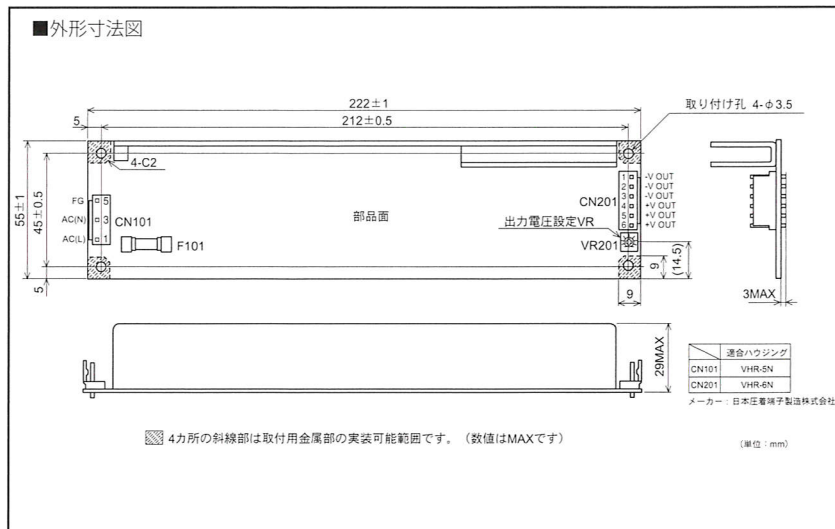 ■外形寸法図
222±1
5
212±0.5
取り付け孔 4-φ3.5
4-C2
55±1
45±0.5
5
FG
AC(N)
AC(L)
5
3
1
CN101
F101
部品面
CN201
1
2
3
4
5
6
-V OUT
-V OUT
-V OUT
+V OUT
+V OUT
+V OUT
出力電圧設定VR
VR201
9
(14.5)
9
3MAX
29MAX
適合ハウジング
CN101 VHR-5N
CN201 VHR-6N
メーカー：日本圧着端子製造株式会社
4カ所の斜線部は取付用金属部の実装可能範囲です。（数値はMAXです）
（単位：mm）